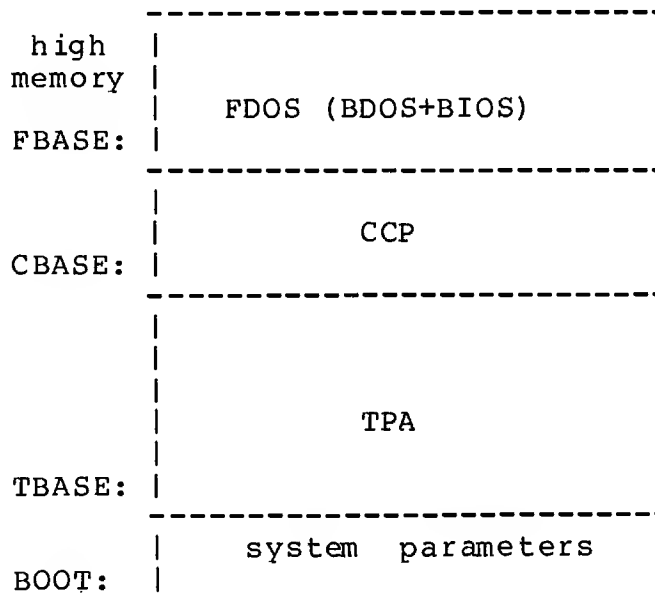 high
memory
FDOS (BDOS+BIOS)
FBASE:
CCP
CBASE:
TPA
TBASE:
system parameters
BOOT: